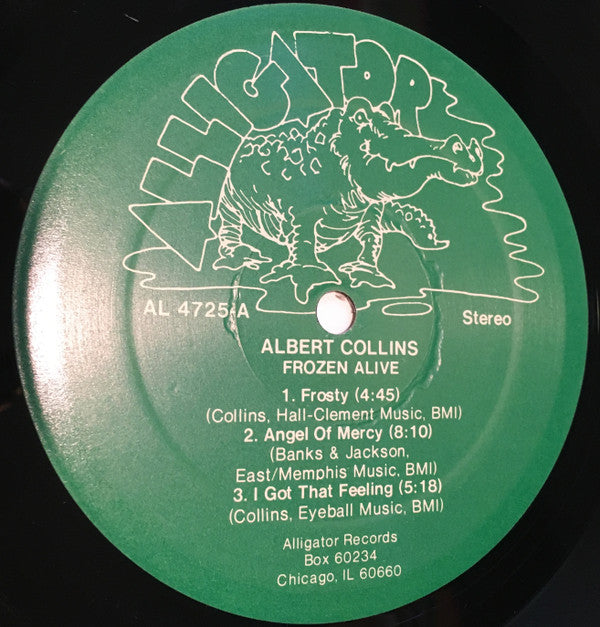 ALLIGATOR
AL 4725-A
Stereo
ALBERT COLLINS
FROZEN ALIVE
1. Frosty (4:45)
(Collins, Hall-Clement Music, BMI)
2. Angel Of Mercy (8:10)
(Banks & Jackson,
East/Memphis Music, BMI)
3. I Got That Feeling (5:18)
(Collins, Eyeball Music, BMI)
Alligator Records
Box 60234
Chicago, IL 60660